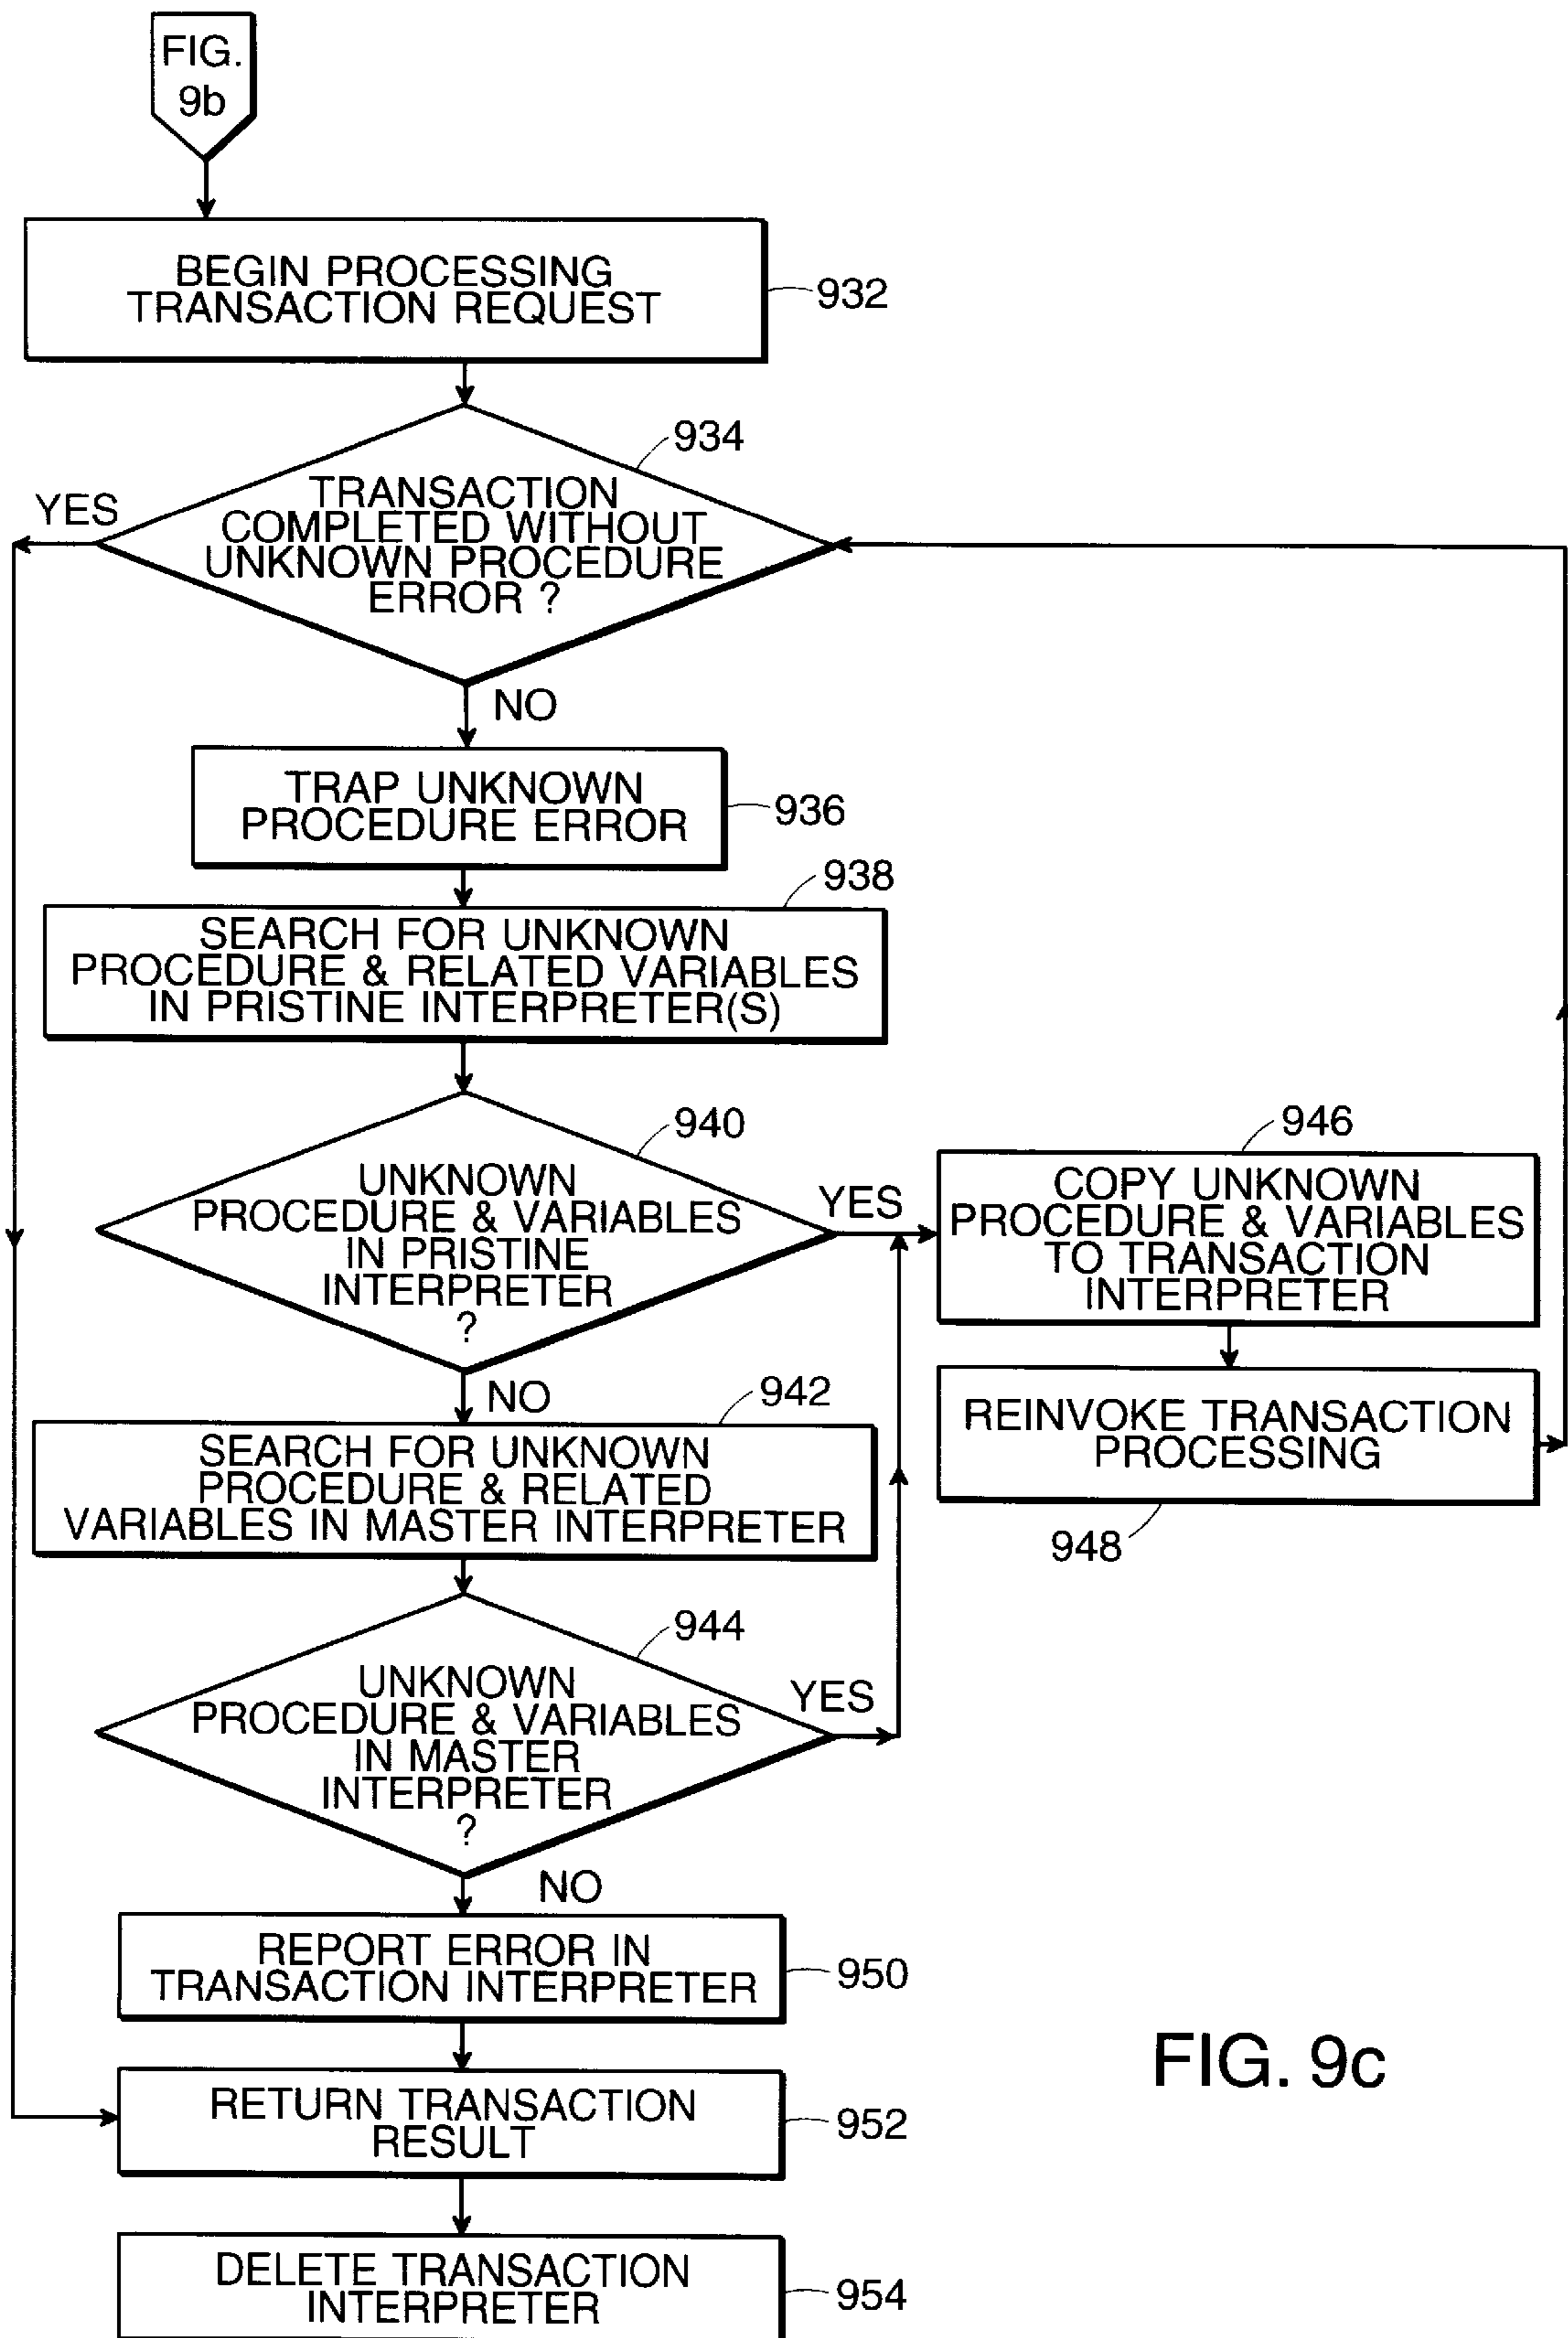 FIG.
9b
BEGIN PROCESSING
TRANSACTION REQUEST
932
934
TRANSACTION
COMPLETED WITHOUT
UNKNOWN PROCEDURE
ERROR ?
YES
NO
TRAP UNKNOWN
PROCEDURE ERROR
936
938
SEARCH FOR UNKNOWN
PROCEDURE & RELATED VARIABLES
IN PRISTINE INTERPRETER(S)
940
UNKNOWN
PROCEDURE & VARIABLES
IN PRISTINE
INTERPRETER
?
YES
946
COPY UNKNOWN
PROCEDURE & VARIABLES
TO TRANSACTION
INTERPRETER
NO
942
REINVOKE TRANSACTION
PROCESSING
948
SEARCH FOR UNKNOWN
PROCEDURE & RELATED
VARIABLES IN MASTER INTERPRETER
944
UNKNOWN
PROCEDURE & VARIABLES
IN MASTER
INTERPRETER
?
YES
NO
REPORT ERROR IN
TRANSACTION INTERPRETER
950
RETURN TRANSACTION
RESULT
952
DELETE TRANSACTION
INTERPRETER
954
FIG. 9c